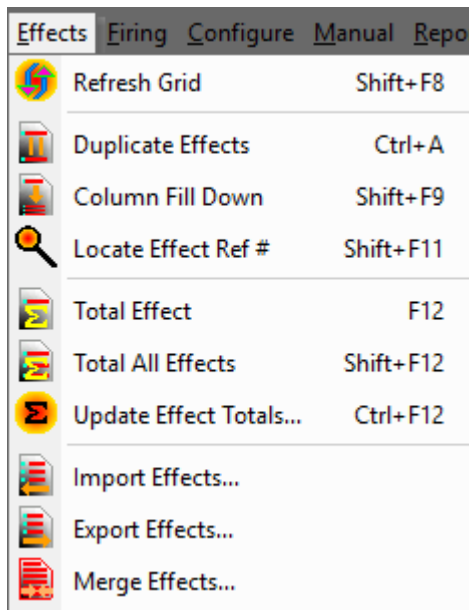 Effects Firing Configure Manual Repo
Refresh Grid Shift+F8
Duplicate Effects Ctrl+A
Column Fill Down Shift+F9
Locate Effect Ref # Shift+F11
Total Effect F12
Total All Effects Shift+F12
Update Effect Totals... Ctrl+F12
Import Effects...
Export Effects...
Merge Effects...